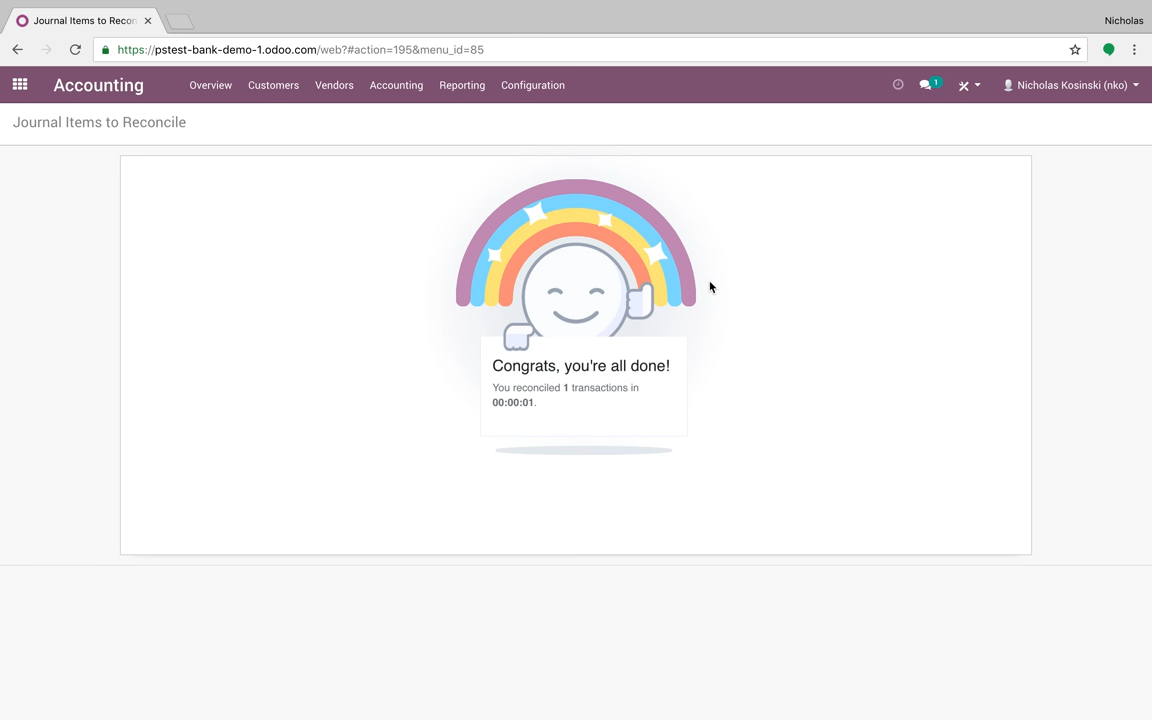 Journal Items to Recon
Nicholas
https://pstest-bank-demo-1.odoo.com/web?#action=195&menu_id=85
Accounting Overview Customers Vendors Accounting Reporting Configuration 1 Nicholas Kosinski (nko)
Journal Items to Reconcile
Congrats, you're all done!
You reconciled 1 transactions in
00:00:01.